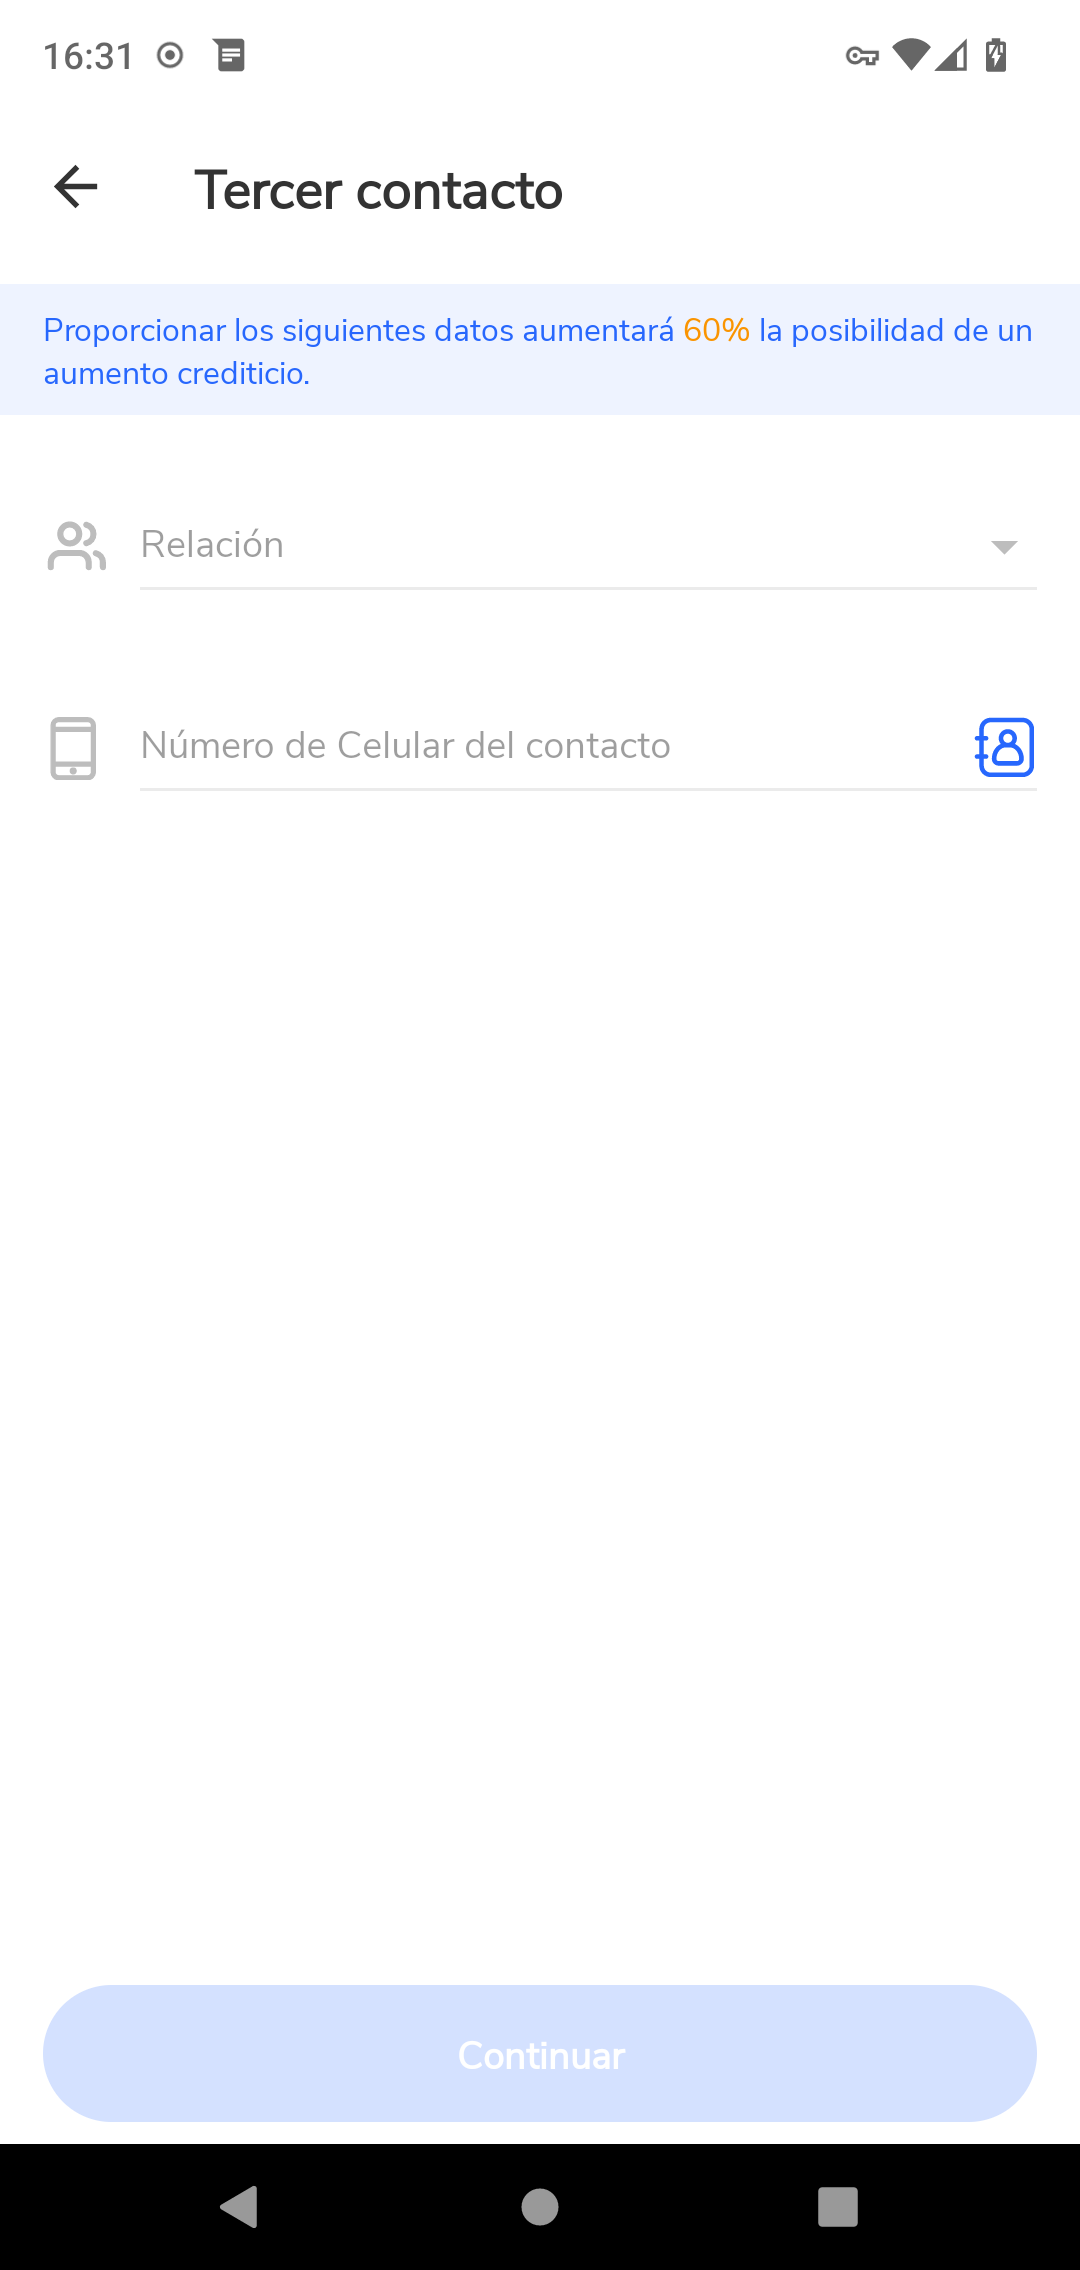 16:31
Tercer contacto
Proporcionar los siguientes datos aumentará 60% la posibilidad de un
aumento crediticio.
Relación
Número de Celular del contacto
Continuar